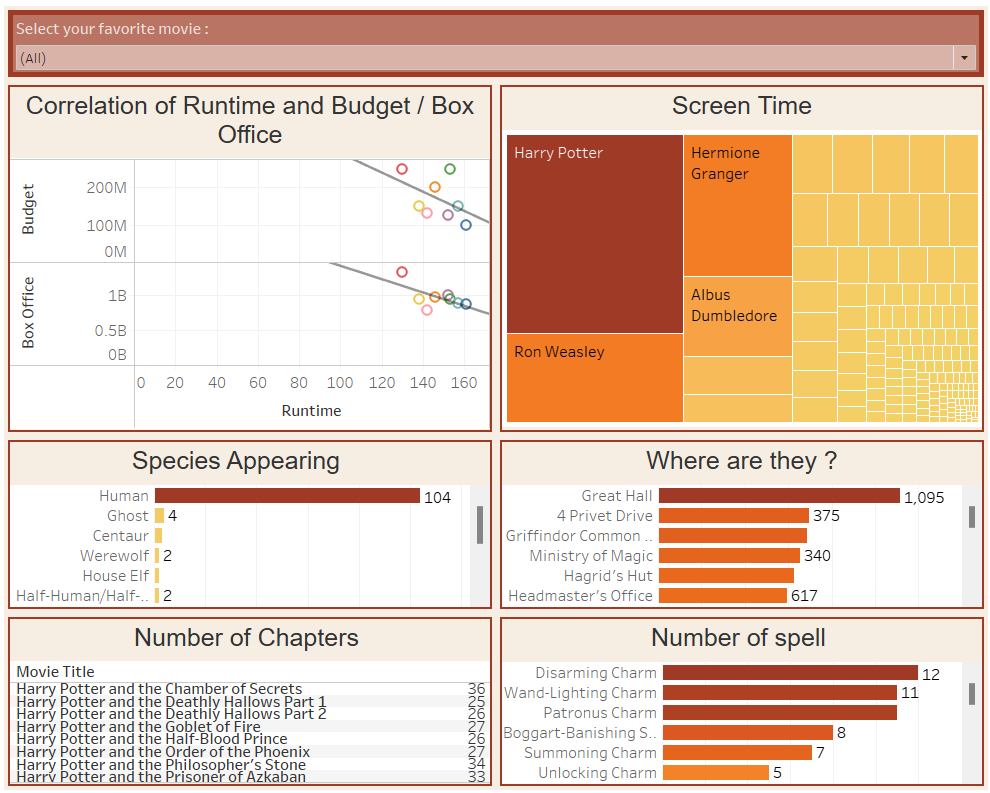 Select your favorite movie :
(All)
Correlation of Runtime and Budget / Box
Office
Budget
200M
100M
0M
Box Office
1B
0.5B
0B
0 20 40 60 80 100 120 140 160
Runtime
Screen Time
Harry Potter
Hermione
Granger
Albus
Dumbledore
Ron Weasley
Species Appearing
Human 104
Ghost 4
Centaur
Werewolf 2
House Elf
Half-Human/Half-.. 2
Where are they ?
Great Hall 1,095
4 Privet Drive 375
Griffindor Common ..
Ministry of Magic 340
Hagrid's Hut
Headmaster's Office 617
Number of Chapters
Movie Title
Harry Potter and the Chamber of Secrets 36
Harry Potter and the Deathly Hallows Part 1 25
Harry Potter and the Deathly Hallows Part 2 26
Harry Potter and the Goblet of Fire 27
Harry Potter and the Half-Blood Prince 26
Harry Potter and the Order of the Phoenix 27
Harry Potter and the Philosopher's Stone 34
Harry Potter and the Prisoner of Azkaban 33
Number of spell
Disarming Charm 12
Wand-Lighting Charm 11
Patronus Charm
Boggart-Banishing S.. 8
Summoning Charm 7
Unlocking Charm 5